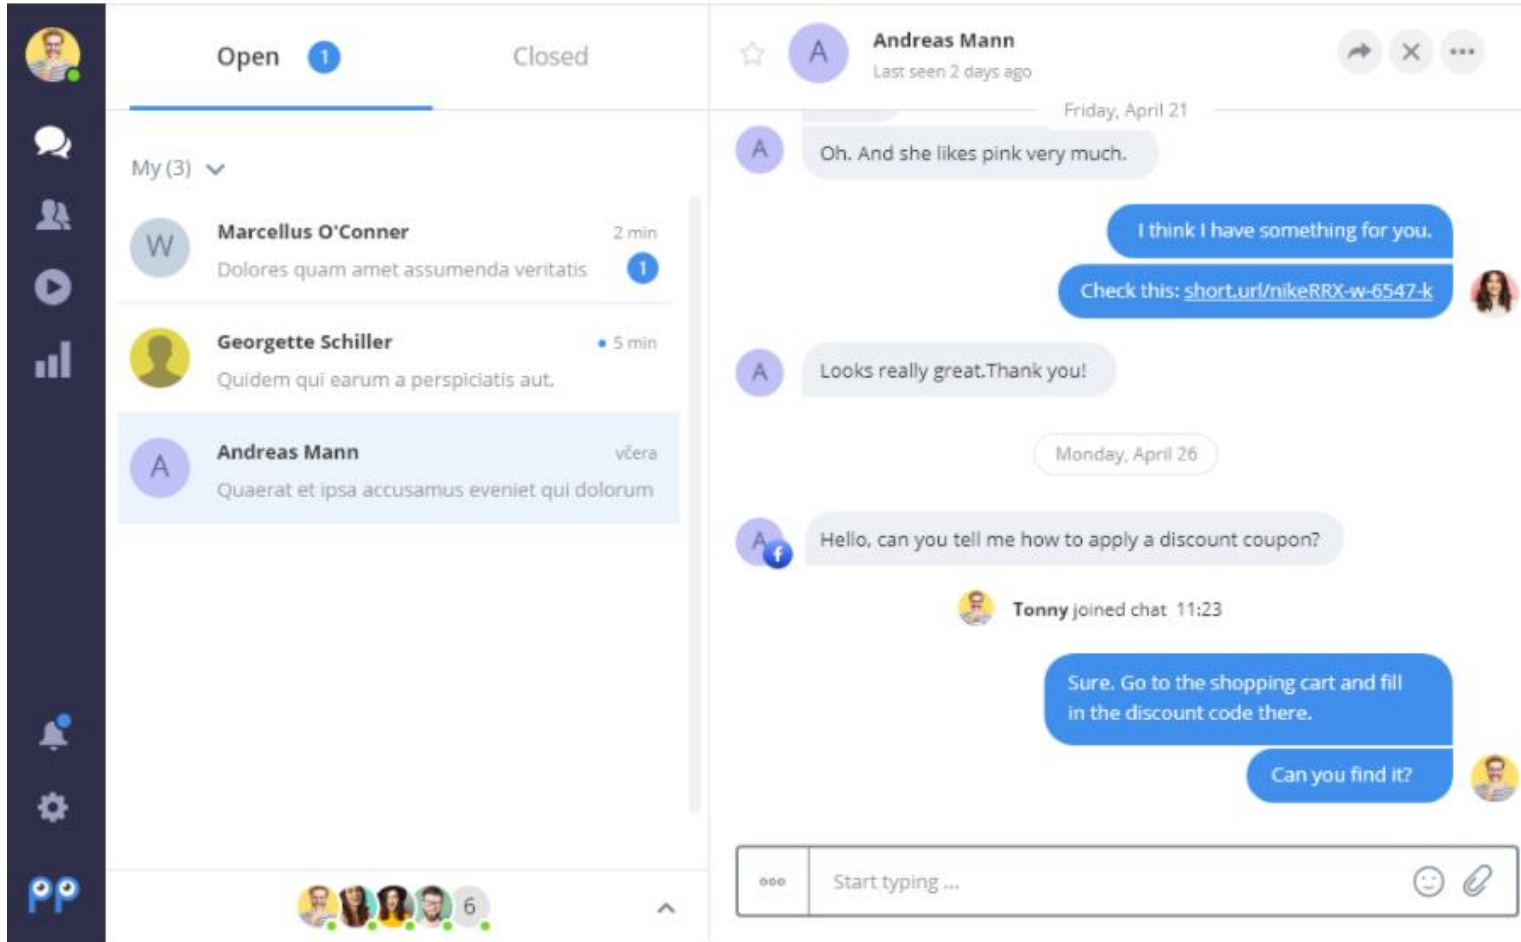 Open 1
Closed
My (3)
W
Marcellus O'Conner
2 min
Dolores quam amet assumenda veritatis
1
Georgette Schiller
5 min
Quidem qui earum a perspiciatis aut.
A
Andreas Mann
včera
Quaerat et ipsa accusamus eveniet qui dolorum
6
pp
A
Andreas Mann
Last seen 2 days ago
Friday, April 21
A
Oh. And she likes pink very much.
I think I have something for you.
Check this: short.url/nikeRRX-w-6547-k
A
Looks really great.Thank you!
Monday, April 26
A
f
Hello, can you tell me how to apply a discount coupon?
Tonny joined chat 11:23
Sure. Go to the shopping cart and fill
in the discount code there.
Can you find it?
Start typing ...